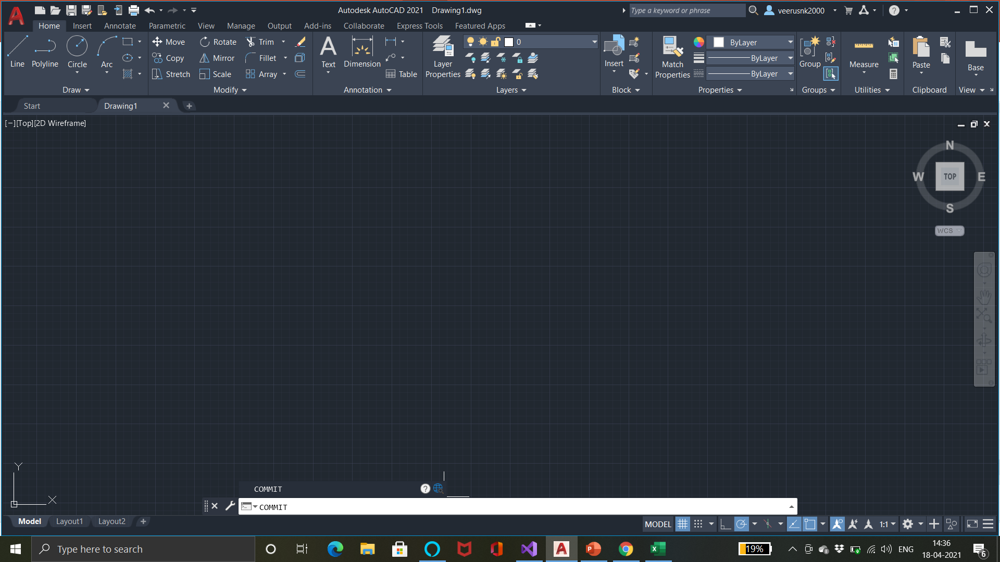 Autodesk AutoCAD 2021 Drawing1.dwg
Type a keyword or phrase
veerusnk2000
Home Insert Annotate Parametric View Manage Output Add-ins Collaborate Express Tools Featured Apps
Line Polyline Circle Arc
Draw
Move Rotate Trim
Copy Mirror Fillet
Stretch Scale Array
Modify
Text Dimension Table
Annotation
Layer Properties
0
Layers
Insert
Block
Match Properties
ByLayer
ByLayer
ByLayer
Properties
Group
Groups
Measure
Utilities
Paste
Clipboard
Base
View
Start Drawing1
[−][Top][2D Wireframe]
N
W TOP E
S
WCS
Y
X
COMMIT
COMMIT
Model Layout1 Layout2
MODEL 1:1
Type here to search
19%
ENG
14:36
18-04-2021
6